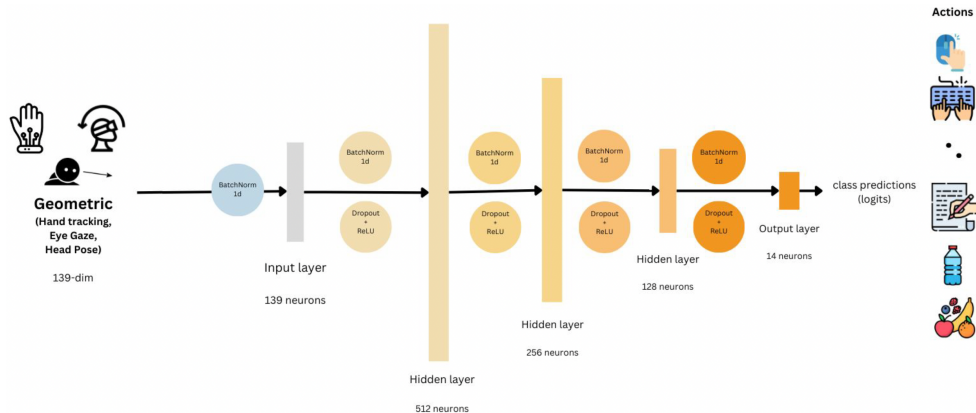 Actions
BatchNorm
1d
BatchNorm
1d
BatchNorm
1d
BatchNorm
1d
BatchNorm
1d
Geometric
(Hand tracking,
Eye Gaze,
Head Pose)
139-dim
Dropout
+
ReLU
Dropout
+
ReLU
Dropout
+
ReLU
Dropout
+
ReLU
class predictions
(logits)
Input layer
139 neurons
Hidden layer
512 neurons
Hidden layer
256 neurons
Hidden layer
128 neurons
Output layer
14 neurons